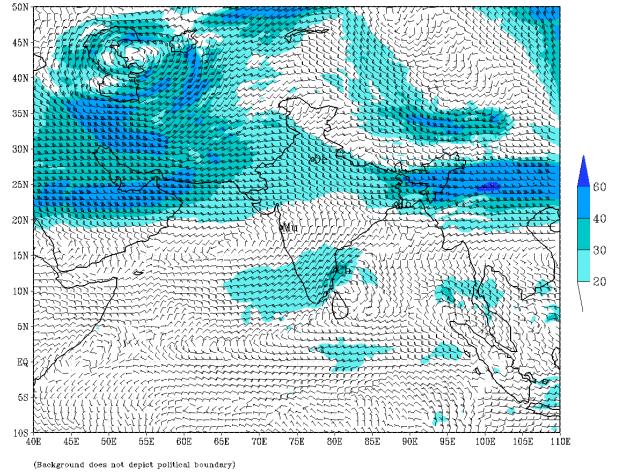 50N
45N
40N
35N
30N
25N
20N
15N
10N
5N
EQ
5S
10S
40E 45E 50E 55E 60E 65E 70E 75E 80E 85E 90E 95E 100E 105E 110E
60
40
30
20
Mu
(Background does not depict political boundary)